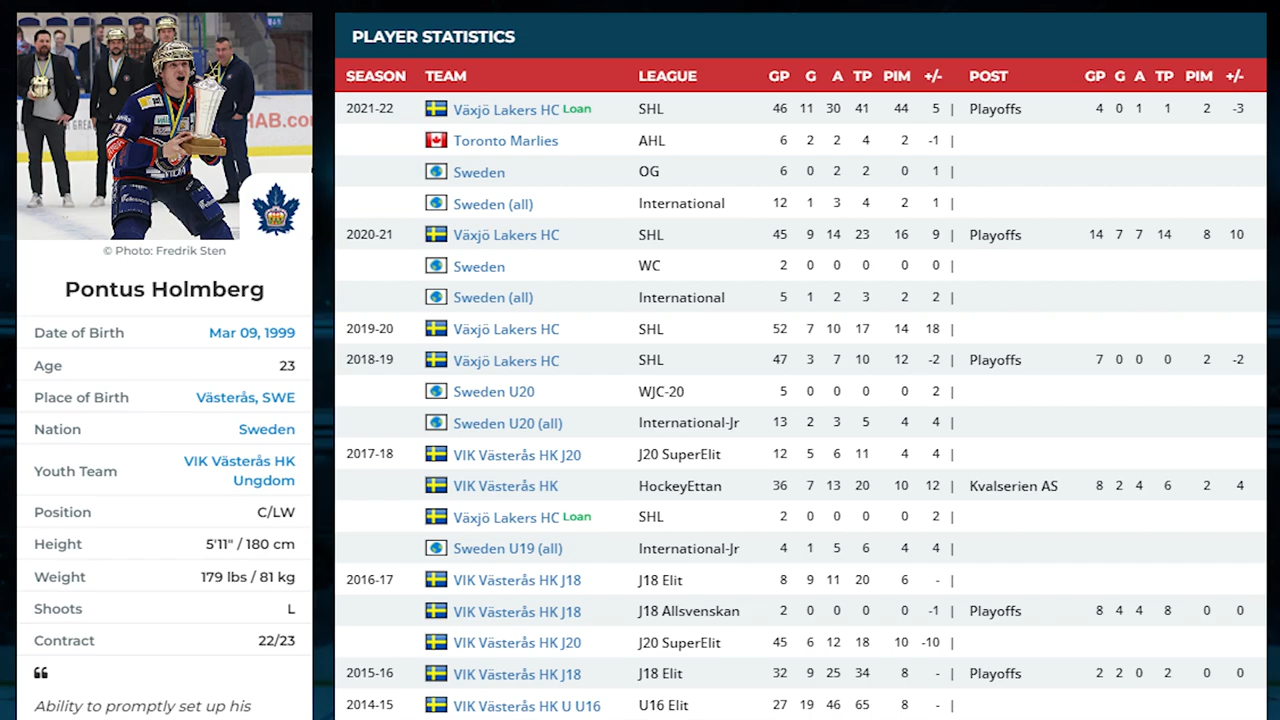 HAB.co
© Photo: Fredrik Sten
Pontus Holmberg
Date of Birth Mar 09, 1999
Age 23
Place of Birth Västerås, SWE
Nation Sweden
Youth Team VIK Västerås HK
Ungdom
Position C/LW
Height 5'11" / 180 cm
Weight 179 lbs / 81 kg
Shoots L
Contract 22/23
Ability to promptly set up his
PLAYER STATISTICS
SEASON TEAM LEAGUE GP G A TP PIM +/- POST GP G A TP PIM +/-
2021-22 Växjö Lakers HC Loan SHL 46 11 30 41 44 5 | Playoffs 4 0 1 1 2 -3
Toronto Marlies AHL 6 2 2 4 2 -1 |
Sweden OG 6 0 2 2 0 1 |
Sweden (all) International 12 1 3 4 2 1 |
2020-21 Växjö Lakers HC SHL 45 9 14 23 16 9 | Playoffs 14 7 7 14 8 10
Sweden WC 2 0 0 0 0 0 |
Sweden (all) International 5 1 2 3 2 2 |
2019-20 Växjö Lakers HC SHL 52 7 10 17 14 18 |
2018-19 Växjö Lakers HC SHL 47 3 7 10 12 -2 | Playoffs 7 0 0 0 2 -2
Sweden U20 WJC-20 5 0 0 0 0 2 |
Sweden U20 (all) International-Jr 13 2 3 5 4 4 |
2017-18 VIK Västerås HK J20 J20 SuperElit 12 5 6 11 4 4 |
VIK Västerås HK HockeyEttan 36 7 13 20 10 12 | Kvalserien AS 8 2 4 6 2 4
Växjö Lakers HC Loan SHL 2 0 0 0 0 2 |
Sweden U19 (all) International-Jr 4 1 5 6 4 4 |
2016-17 VIK Västerås HK J18 J18 Elit 8 9 11 20 6 - |
VIK Västerås HK J18 J18 Allsvenskan 2 0 0 0 0 -1 | Playoffs 8 4 4 8 0 0
VIK Västerås HK J20 J20 SuperElit 45 6 12 18 10 -10 |
2015-16 VIK Västerås HK J18 J18 Elit 32 9 25 34 8 - | Playoffs 2 2 0 2 0 0
2014-15 VIK Västerås HK U U16 U16 Elit 27 19 46 65 8 - |